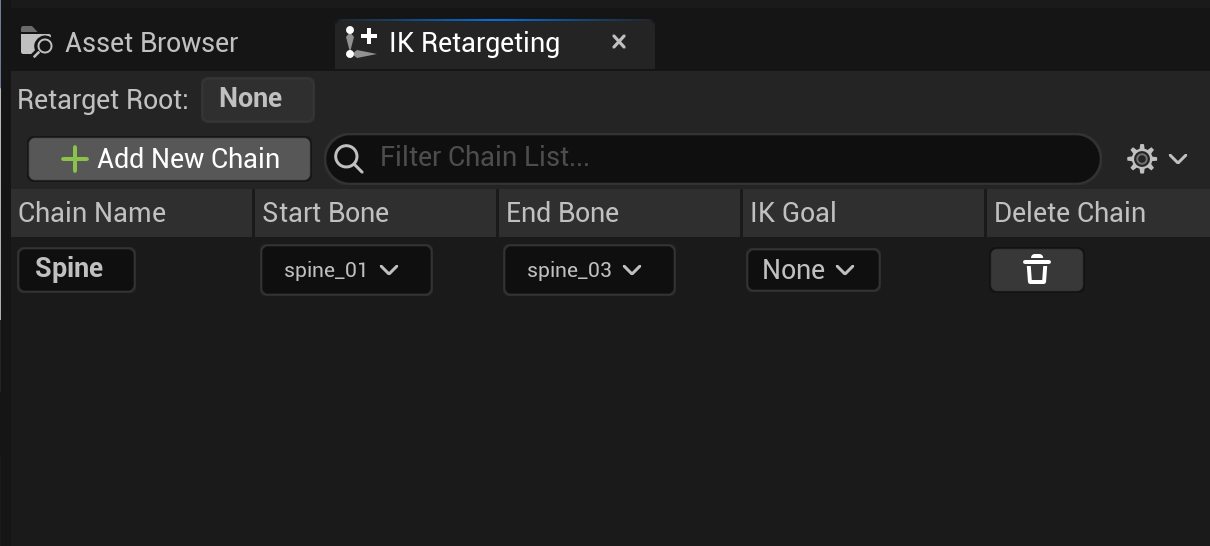 Asset Browser IK Retargeting
Retarget Root: None
Add New Chain Filter Chain List...
Chain Name Start Bone End Bone IK Goal Delete Chain
Spine spine_01 spine_03 None